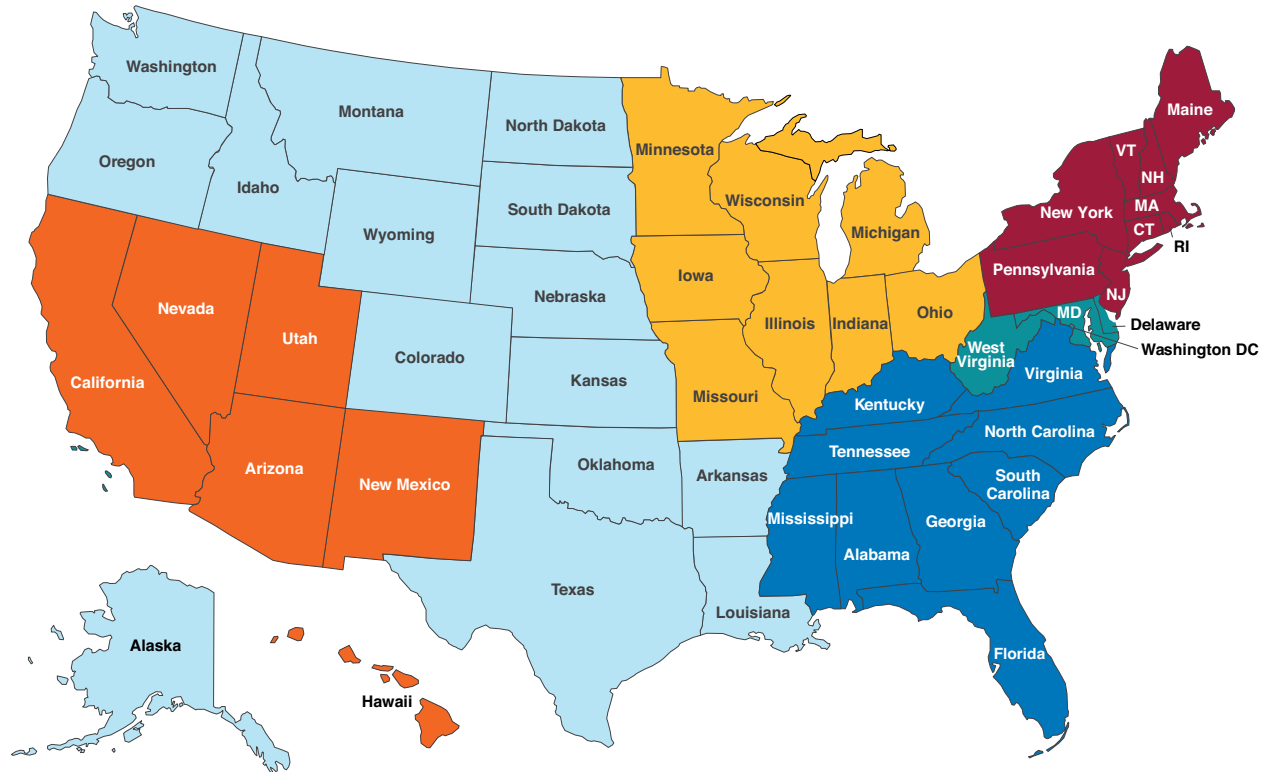 Washington
Montana
North Dakota
Minnesota
Maine
VT
NH
Oregon
Idaho
South Dakota
Wisconsin
Michigan
New York
MA
CT
RI
Wyoming
Nebraska
Iowa
Pennsylvania
NJ
Nevada
Utah
Colorado
Illinois
Indiana
Ohio
MD
Delaware
Washington DC
West
Virginia
Virginia
California
Kansas
Missouri
Kentucky
North Carolina
Tennessee
Arizona
New Mexico
Oklahoma
Arkansas
South
Carolina
Mississippi
Alabama
Georgia
Texas
Louisiana
Florida
Alaska
Hawaii